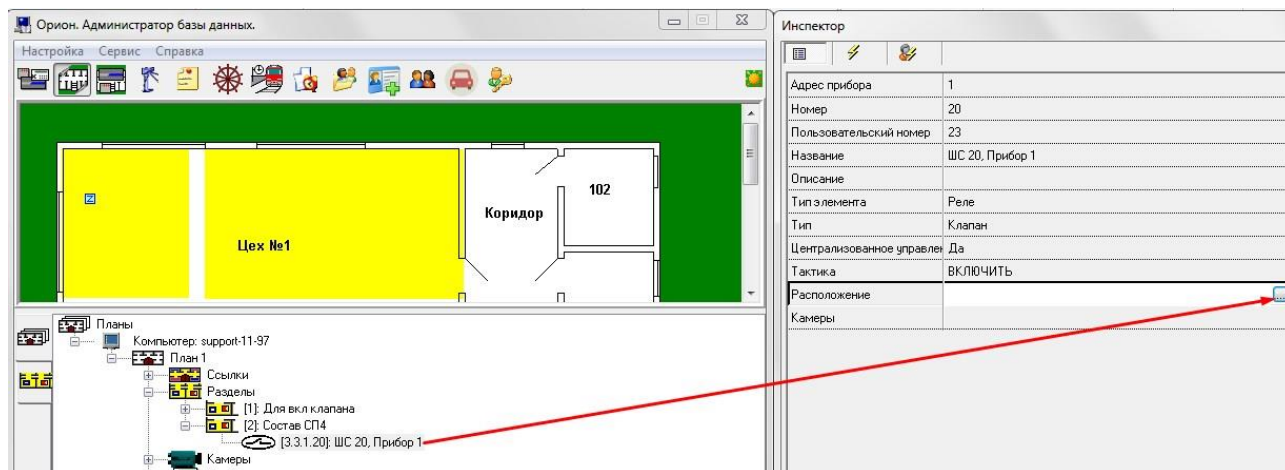 Орион. Администратор базы данных.
Настройка Сервис Справка
Цех №1
Коридор
102
Планы
Компьютер: support-11-97
План 1
Ссылки
Разделы
[1]: Для вкл клапана
[2]: Состав СП4
[3.3.1.20]: ШС 20, Прибор 1
Камеры
Инспектор
Адрес прибора 1
Номер 20
Пользовательский номер 23
Название ШС 20, Прибор 1
Описание
Тип элемента Реле
Тип Клапан
Централизованное управлен Да
Тактика ВКЛЮЧИТЬ
Расположение ...
Камеры